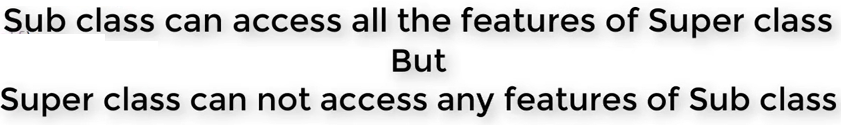 Sub class can access all the features of Super class
But
Super class can not access any features of Sub class